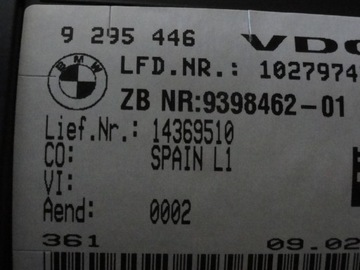 9 295 446 VDO
BMW LFD.NR.: 1027974
ZB NR:9398462-01
Lief.Nr.: 14369510
CO: SPAIN L1
VI:
Aend: 0002
361 09.02